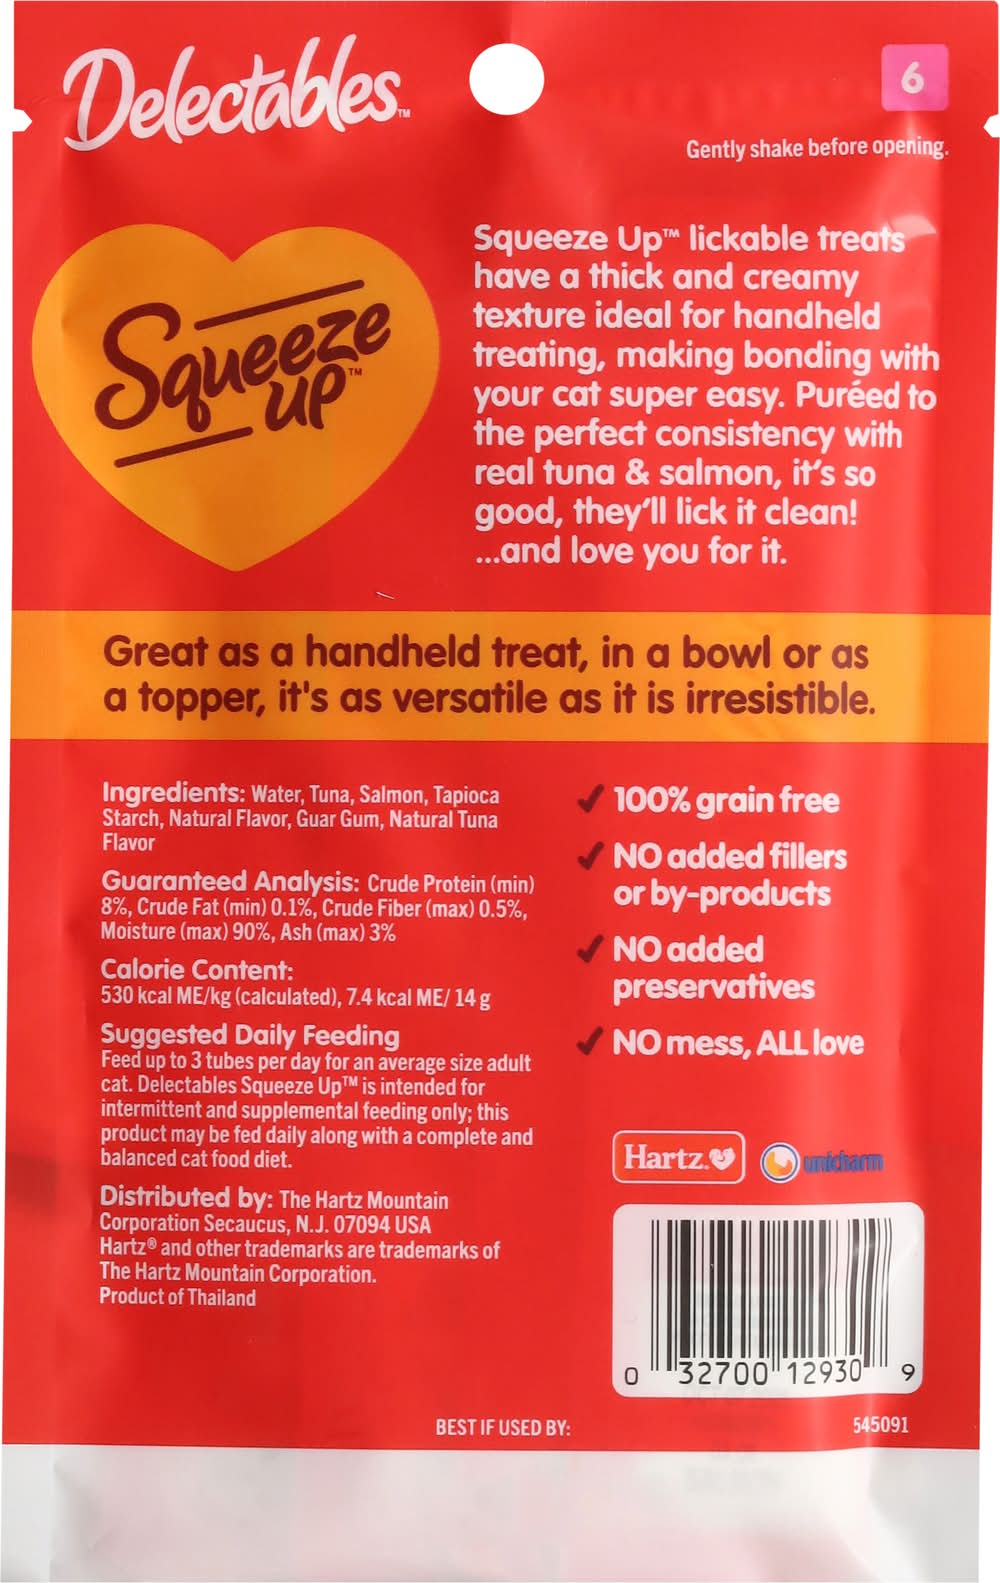 Delectables™
6
Gently shake before opening.
Squeeze
UP™
Squeeze Up™ lickable treats
have a thick and creamy
texture ideal for handheld
treating, making bonding with
your cat super easy. Puréed to
the perfect consistency with
real tuna & salmon, it's so
good, they'll lick it clean!
...and love you for it.
Great as a handheld treat, in a bowl or as
a topper, it's as versatile as it is irresistible.
Ingredients: Water, Tuna, Salmon, Tapioca
Starch, Natural Flavor, Guar Gum, Natural Tuna
Flavor
Guaranteed Analysis: Crude Protein (min)
8%, Crude Fat (min) 0.1%, Crude Fiber (max) 0.5%,
Moisture (max) 90%, Ash (max) 3%
Calorie Content:
530 kcal ME/kg (calculated), 7.4 kcal ME/ 14 g
Suggested Daily Feeding
Feed up to 3 tubes per day for an average size adult
cat. Delectables Squeeze Up™ is intended for
intermittent and supplemental feeding only; this
product may be fed daily along with a complete and
balanced cat food diet.
Distributed by: The Hartz Mountain
Corporation Secaucus, N.J. 07094 USA
Hartz® and other trademarks are trademarks of
The Hartz Mountain Corporation.
Product of Thailand
✓ 100% grain free
✓ NO added fillers
or by-products
✓ NO added
preservatives
✓ NO mess, ALL love
Hartz®
unicharm
0 32700 12930 9
BEST IF USED BY:
545091